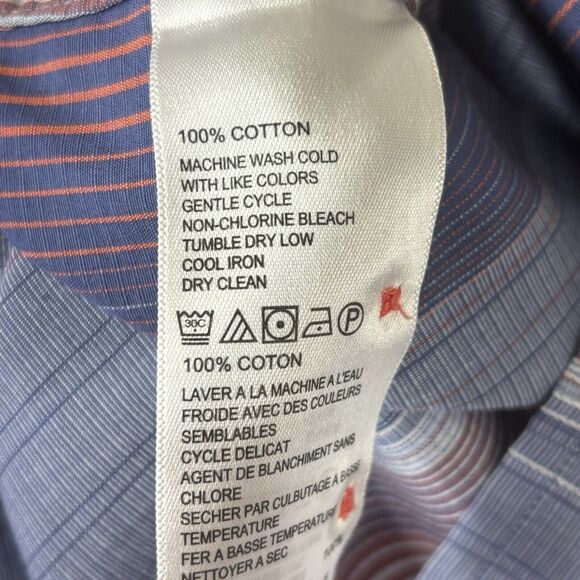 100% COTTON
MACHINE WASH COLD
WITH LIKE COLORS
GENTLE CYCLE
NON-CHLORINE BLEACH
TUMBLE DRY LOW
COOL IRON
DRY CLEAN
30C P
100% COTON
LAVER A LA MACHINE A L'EAU
FROIDE AVEC DES COULEURS
SEMBLABLES
CYCLE DELICAT
AGENT DE BLANCHIMENT SANS
CHLORE
SECHER PAR CULBUTAGE A BASSE
TEMPERATURE
FER A BASSE TEMPERATURE
NETTOYER A SEC
100%